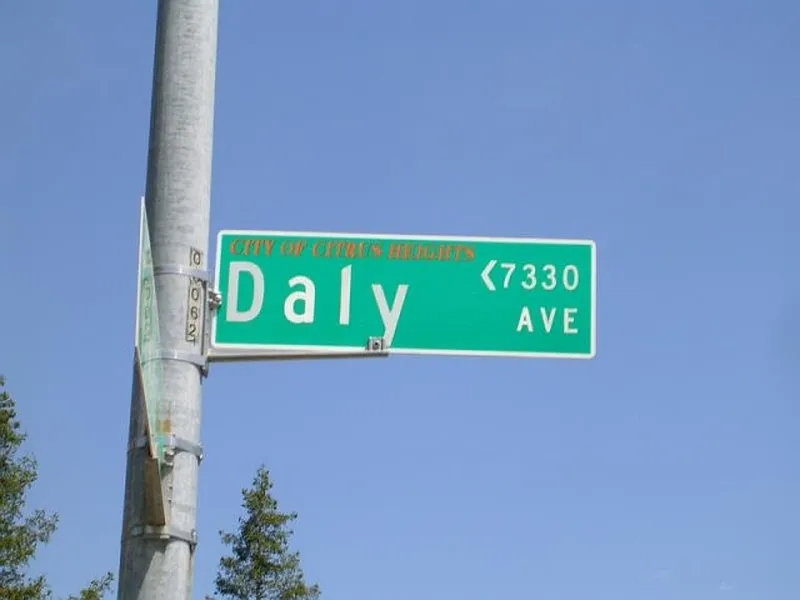 CITY OF CITRUS HEIGHTS
Daly
<7330
AVE